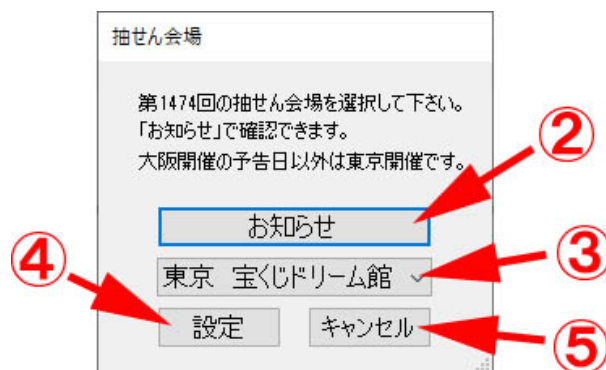 抽せん会場
第1474回の抽せん会場を選択して下さい。
「お知らせ」で確認できます。
大阪開催の予告日以外は東京開催です。
②
お知らせ
③
東京 宝くじドリーム館
④
設定 キャンセル
⑤